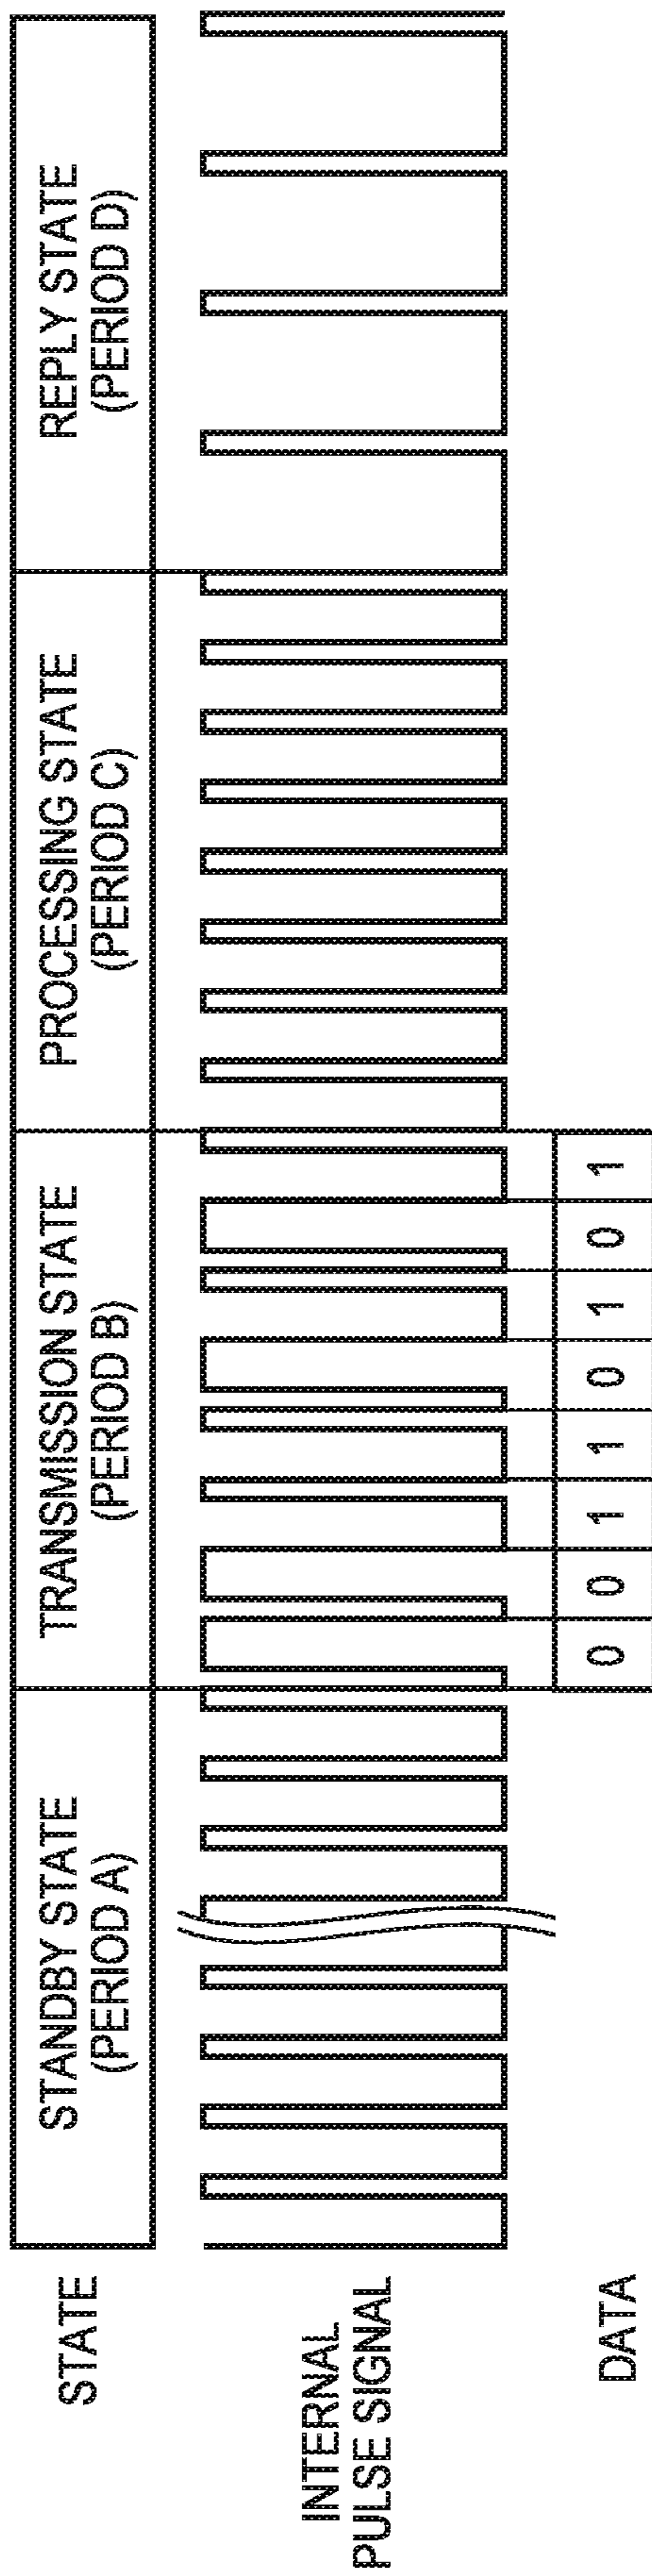 STATE
STANDBY STATE
(PERIOD A)
TRANSMISSION STATE
(PERIOD B)
PROCESSING STATE
(PERIOD C)
REPLY STATE
(PERIOD D)
INTERNAL
PULSE SIGNAL
DATA
0 0 1 1 0 1 0 1